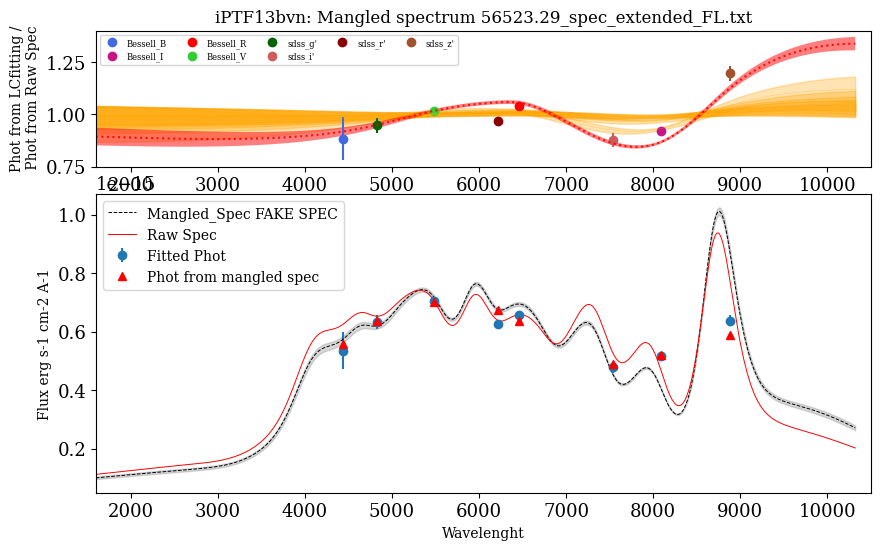 iPTF13bvn: Mangled spectrum 56523.29_spec_extended_FL.txt
Phot from LCfitting /
Phot from Raw Spec
1.25
1.00
0.75
Bessell_B
Bessell_I
Bessell_R
Bessell_V
sdss_g'
sdss_i'
sdss_r'
sdss_z'
2000 3000 4000 5000 6000 7000 8000 9000 10000
1e−15
Flux erg s-1 cm-2 A-1
1.0
0.8
0.6
0.4
0.2
Mangled_Spec FAKE SPEC
Raw Spec
Fitted Phot
Phot from mangled spec
2000 3000 4000 5000 6000 7000 8000 9000 10000
Wavelenght